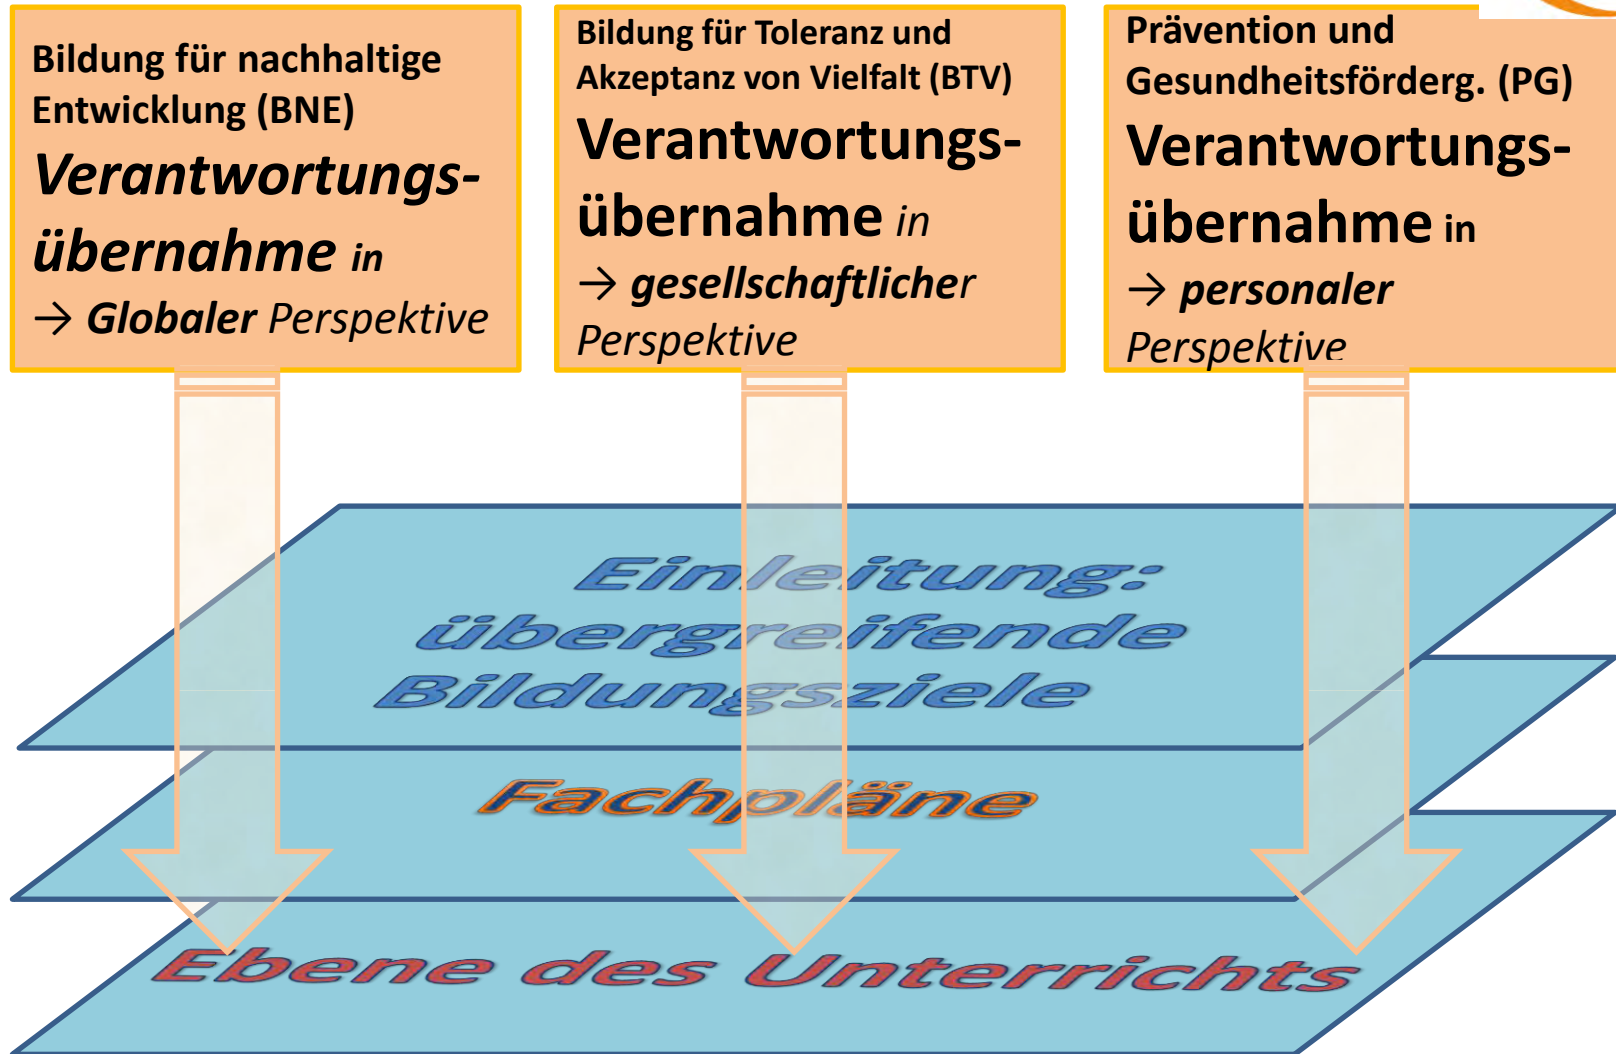 Bildung für nachhaltige
Entwicklung (BNE)
Verantwortungs-
übernahme in
→ Globaler Perspektive
Bildung für Toleranz und
Akzeptanz von Vielfalt (BTV)
Verantwortungs-
übernahme in
→ gesellschaftlicher
Perspektive
Prävention und
Gesundheitsförderg. (PG)
Verantwortungs-
übernahme in
→ personaler
Perspektive
Einleitung:
übergreifende
Bildungsziele
Fachpläne
Ebene des Unterrichts